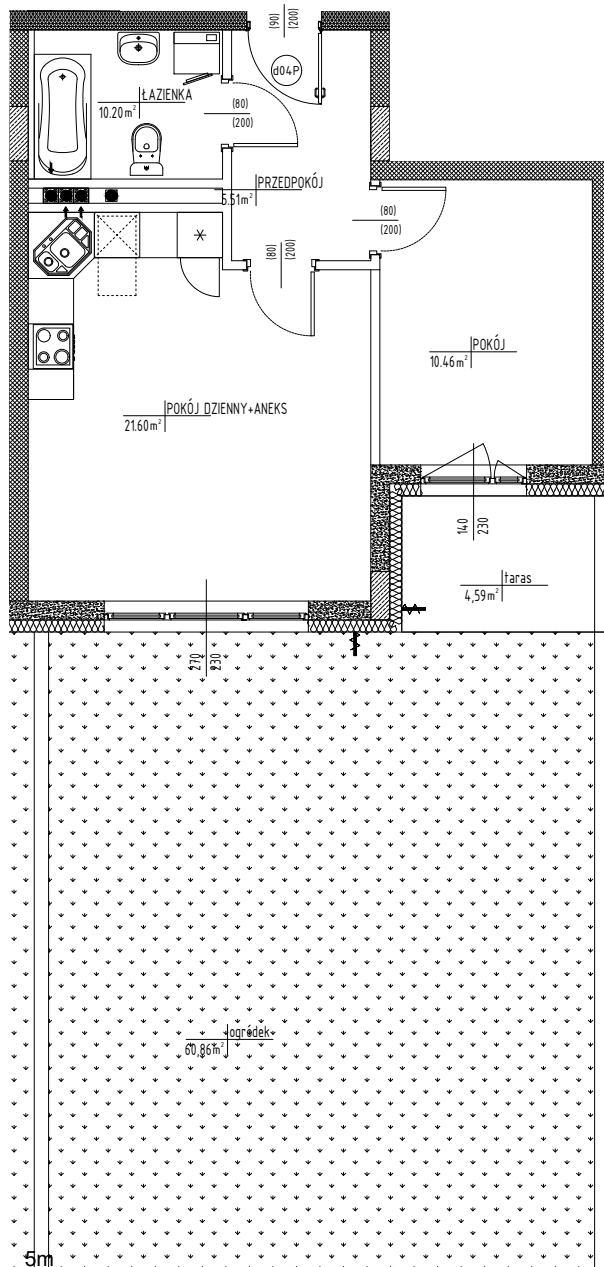 (90)
(200)
d04P
ŁAZIENKA
10.20m²
(80)
(200)
PRZEDPOKÓJ
5.51m²
(80)
(200)
(80)
(200)
POKÓJ
10.46m²
POKÓJ DZIENNY+ANEKS
21.60m²
140
230
taras
4,59m²
270
230
ogródek
60,86m²
5m